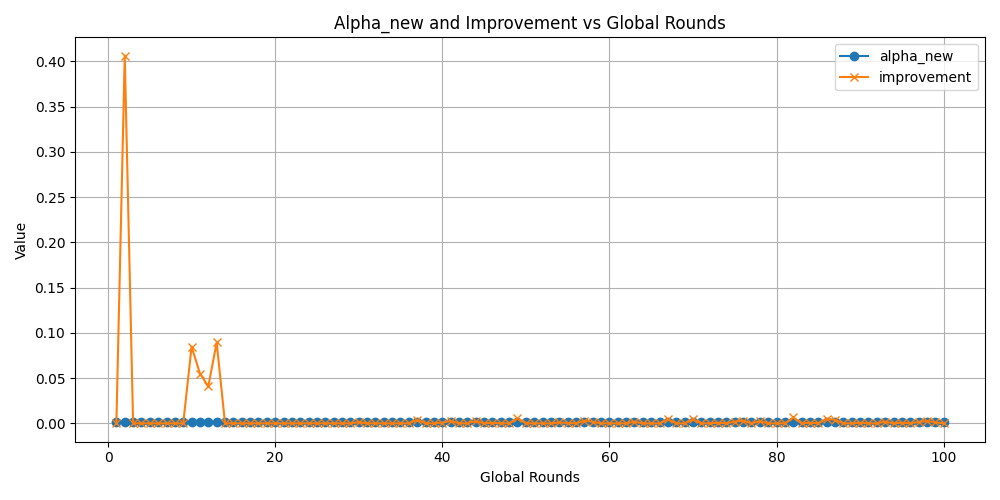 Alpha_new and Improvement vs Global Rounds
alpha_new
improvement
0.40
0.35
0.30
0.25
0.20
0.15
0.10
0.05
0.00
Value
0 20 40 60 80 100
Global Rounds